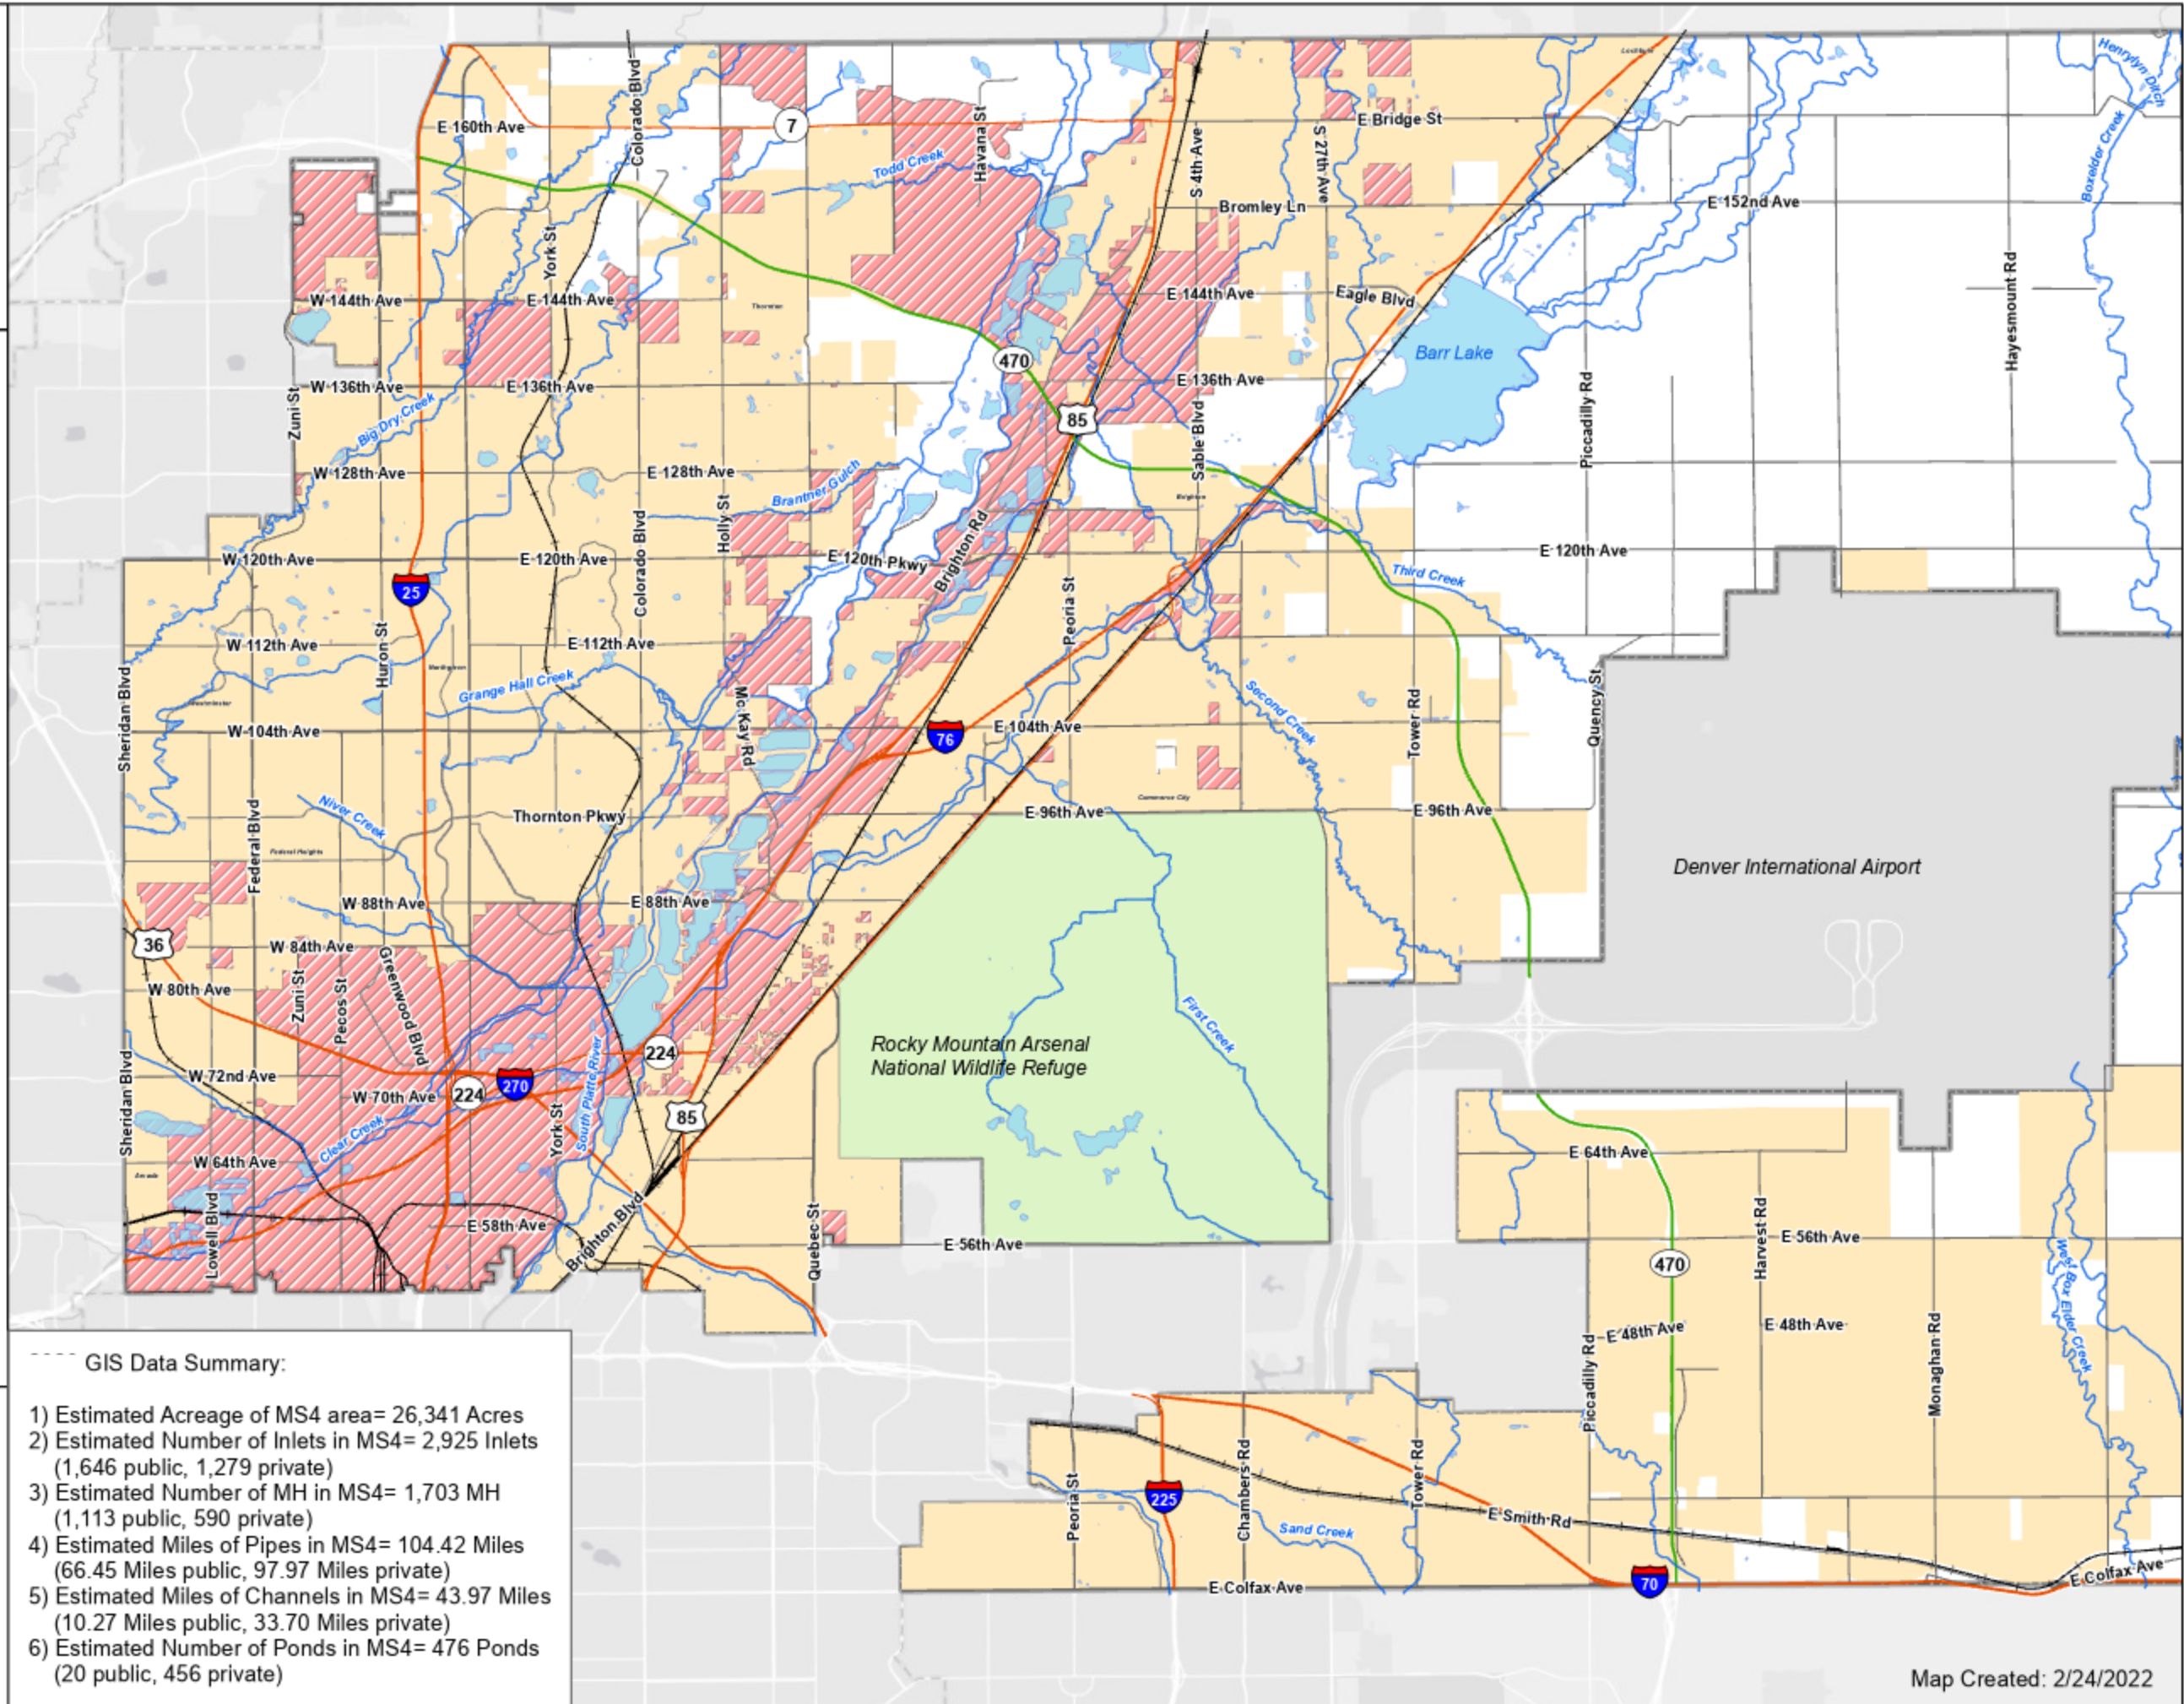 Henrylyn Ditch
Lochbuie
Colorado Blvd
E 160th Ave
7
Havana St
S 4th Ave
S 27th Ave
E Bridge St
Boxelder Creek
Todd Creek
Bromley Ln
E 152nd Ave
York St
Hayesmount Rd
W 144th Ave
E 144th Ave
Thornton
E 144th Ave
Eagle Blvd
Barr Lake
470
W 136th Ave
E 136th Ave
E 136th Ave
Zuni St
Big Dry Creek
85
Sable Blvd
Piccadilly Rd
W 128th Ave
E 128th Ave
Brantner Gulch
Holly St
Brighton
Brighton Rd
Colorado Blvd
W 120th Ave
E 120th Ave
E 120th Pkwy
E 120th Ave
Third Creek
25
Peoria St
W 112th Ave
E 112th Ave
Huron St
Northglenn
Grange Hall Creek
Sheridan Blvd
Westminster
Mc Kay Rd
Second Creek
Tower Rd
Quency St
W 104th Ave
76
E 104th Ave
Niver Creek
Thornton Pkwy
Commerce City
E 96th Ave
E 96th Ave
Federal Blvd
Federal Heights
Denver International Airport
W 88th Ave
E 88th Ave
36
W 84th Ave
W 80th Ave
Zuni St
Pecos St
Greenwood Blvd
First Creek
Rocky Mountain Arsenal
National Wildlife Refuge
224
South Platte River
Sheridan Blvd
W 72nd Ave
W 70th Ave
224
270
85
York St
Clear Creek
W 64th Ave
Arvada
E 64th Ave
Lowell Blvd
E 58th Ave
Brighton Blvd
Quebec St
E 56th Ave
Harvest Rd
E 56th Ave
470
West Box Elder Creek
E 48th Ave
E 48th Ave
Piccadilly Rd
Monaghan Rd
GIS Data Summary:
1) Estimated Acreage of MS4 area= 26,341 Acres
2) Estimated Number of Inlets in MS4= 2,925 Inlets
(1,646 public, 1,279 private)
3) Estimated Number of MH in MS4= 1,703 MH
(1,113 public, 590 private)
4) Estimated Miles of Pipes in MS4= 104.42 Miles
(66.45 Miles public, 97.97 Miles private)
5) Estimated Miles of Channels in MS4= 43.97 Miles
(10.27 Miles public, 33.70 Miles private)
6) Estimated Number of Ponds in MS4= 476 Ponds
(20 public, 456 private)
Peoria St
225
Chambers Rd
Tower Rd
Sand Creek
E Smith Rd
70
E Colfax Ave
E Colfax Ave
Map Created: 2/24/2022